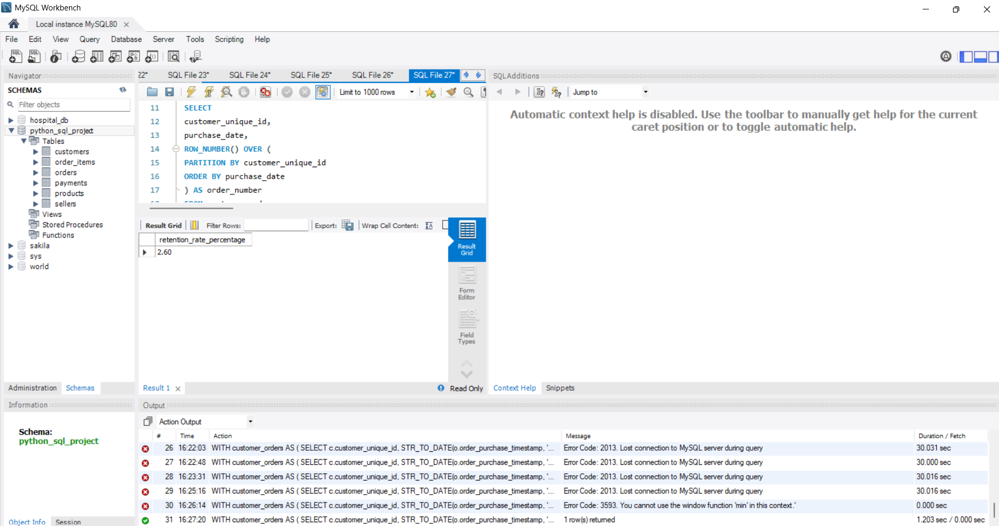 MySQL Workbench
Local instance MySQL80
File Edit View Query Database Server Tools Scripting Help
Navigator
SCHEMAS
Filter objects
hospital_db
python_sql_project
Tables
customers
order_items
orders
payments
products
sellers
Views
Stored Procedures
Functions
sakila
sys
world
Administration Schemas
Information
Schema:
python_sql_project
Object Info Session
22* SQL File 23* SQL File 24* SQL File 25* SQL File 26* SQL File 27*
Limit to 1000 rows
11 SELECT
12 customer_unique_id,
13 purchase_date,
14 ROW_NUMBER() OVER (
15 PARTITION BY customer_unique_id
16 ORDER BY purchase_date
17 ) AS order_number
Result Grid Filter Rows: Export: Wrap Cell Content:
retention_rate_percentage
2.60
Result
Grid
Form
Editor
Field
Types
Result 1
Read Only
SQLAdditions
Jump to
Automatic context help is disabled. Use the toolbar to manually get help for the current
caret position or to toggle automatic help.
Context Help Snippets
Output
Action Output
# Time Action Message Duration / Fetch
26 16:22:03 WITH customer_orders AS ( SELECT c.customer_unique_id, STR_TO_DATE(o.order_purchase_timestamp, '... Error Code: 2013. Lost connection to MySQL server during query 30.031 sec
27 16:22:48 WITH customer_orders AS ( SELECT c.customer_unique_id, STR_TO_DATE(o.order_purchase_timestamp, '... Error Code: 2013. Lost connection to MySQL server during query 30.000 sec
28 16:23:31 WITH customer_orders AS ( SELECT c.customer_unique_id, STR_TO_DATE(o.order_purchase_timestamp, '... Error Code: 2013. Lost connection to MySQL server during query 30.016 sec
29 16:25:16 WITH customer_orders AS ( SELECT c.customer_unique_id, STR_TO_DATE(o.order_purchase_timestamp, '... Error Code: 2013. Lost connection to MySQL server during query 30.016 sec
30 16:26:14 WITH customer_orders AS ( SELECT c.customer_unique_id, STR_TO_DATE(o.order_purchase_timestamp, '... Error Code: 3593. You cannot use the window function 'min' in this context.' 0.000 sec
31 16:27:20 WITH customer_orders AS ( SELECT c.customer_unique_id, STR_TO_DATE(o.order_purchase_timestamp, '... 1 row(s) returned 1.203 sec / 0.000 sec